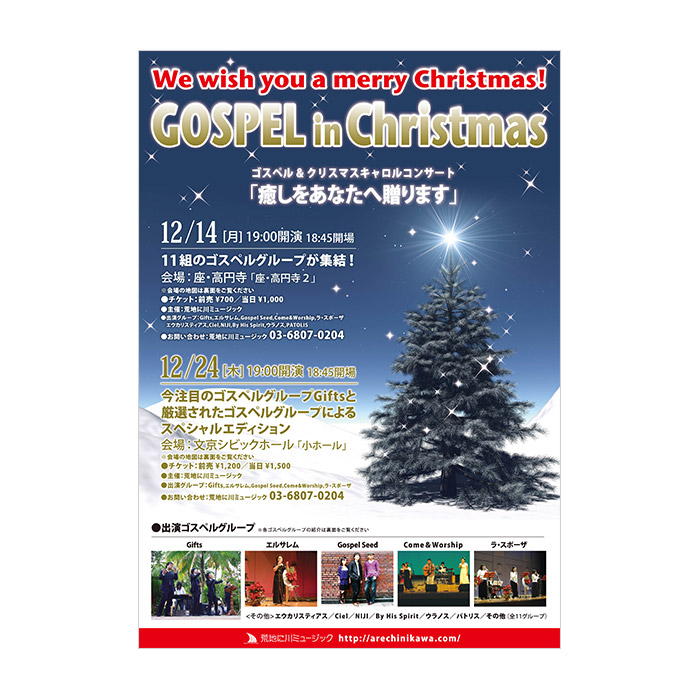 We wish you a merry Christmas!
GOSPEL in Christmas
ゴスペル＆クリスマスキャロルコンサート
「癒しをあなたへ贈ります」
12/14 [月] 19:00開演 18:45開場
11組のゴスペルグループが集結！
会場：座・高円寺「座・高円寺２」
※会場の地図は裏面をご覧ください
●チケット：前売 ¥700／当日 ¥1,000
●主催：荒地に川ミュージック
●出演グループ：Gifts,エルサレム,Gospel Seed,Come&Worship,ラ・スポーザ
エウカリスティアス,Ciel,NIJI,By His Spirit,ウラノス,PATOLIS
●お問い合わせ：荒地に川ミュージック 03-6807-0204
12/24 [木] 19:00開演 18:45開場
今注目のゴスペルグループGiftsと
厳選されたゴスペルグループによる
スペシャルエディション
会場：文京シビックホール「小ホール」
※会場の地図は裏面をご覧ください
●チケット：前売 ¥1,200／当日 ¥1,500
●主催：荒地に川ミュージック
●出演グループ：Gifts,エルサレム,Gospel Seed,Come&Worship,ラ・スポーザ
●お問い合わせ：荒地に川ミュージック 03-6807-0204
●出演ゴスペルグループ ※各ゴスペルグループの紹介は裏面をご覧ください
Gifts エルサレム Gospel Seed Come＆Worship ラ・スポーザ
<その他>エウカリスティアス／Ciel／NIJI／By His Spirit／ウラノス／パトリス／その他（全11グループ）
荒地に川ミュージック http://arechinikawa.com/